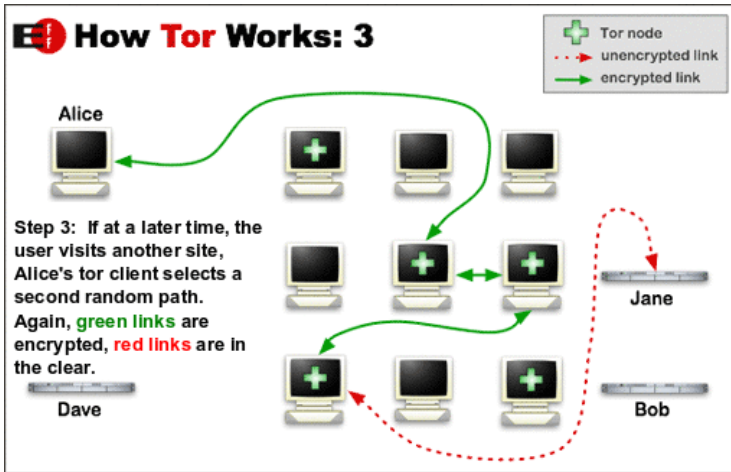 Eff How Tor Works: 3
Tor node
unencrypted link
encrypted link
Alice
Step 3: If at a later time, the
user visits another site,
Alice's tor client selects a
second random path.
Again, green links are
encrypted, red links are in
the clear.
Jane
Dave
Bob